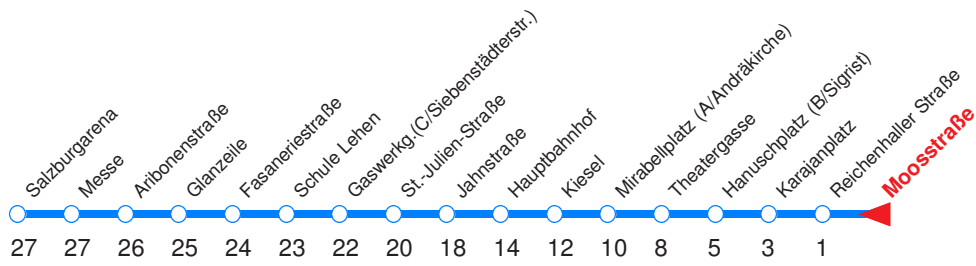 Salzburgarena
Messe
Aribonenstraße
Glanzeile
Fasaneriestraße
Schule Lehen
Gaswerkg.(C/Siebenstädterstr.)
St.-Julien-Straße
Jahnstraße
Hauptbahnhof
Kiesel
Mirabellplatz (A/Andräkirche)
Theatergasse
Hanuschplatz (B/Sigrist)
Karajanplatz
Reichenhaller Straße
Moosstraße
27 27 26 25 24 23 22 20 18 14 12 10 8 5 3 1